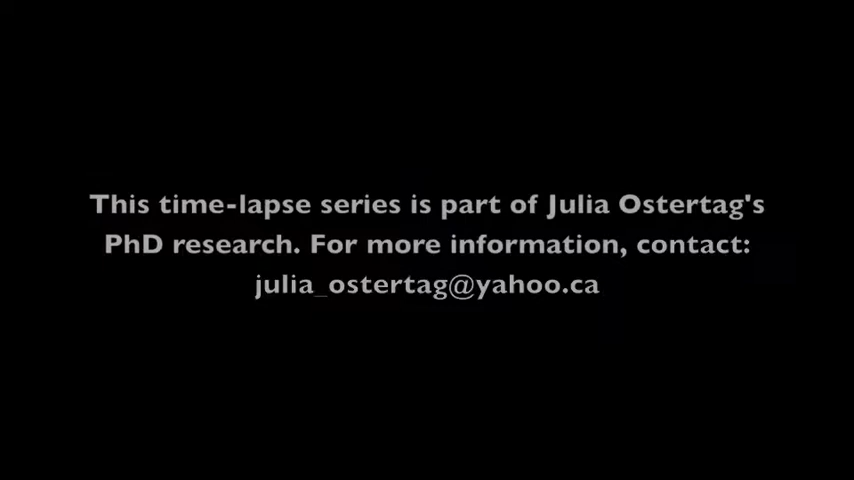 This time-lapse series is part of Julia Ostertag's
PhD research. For more information, contact:
julia_ostertag@yahoo.ca